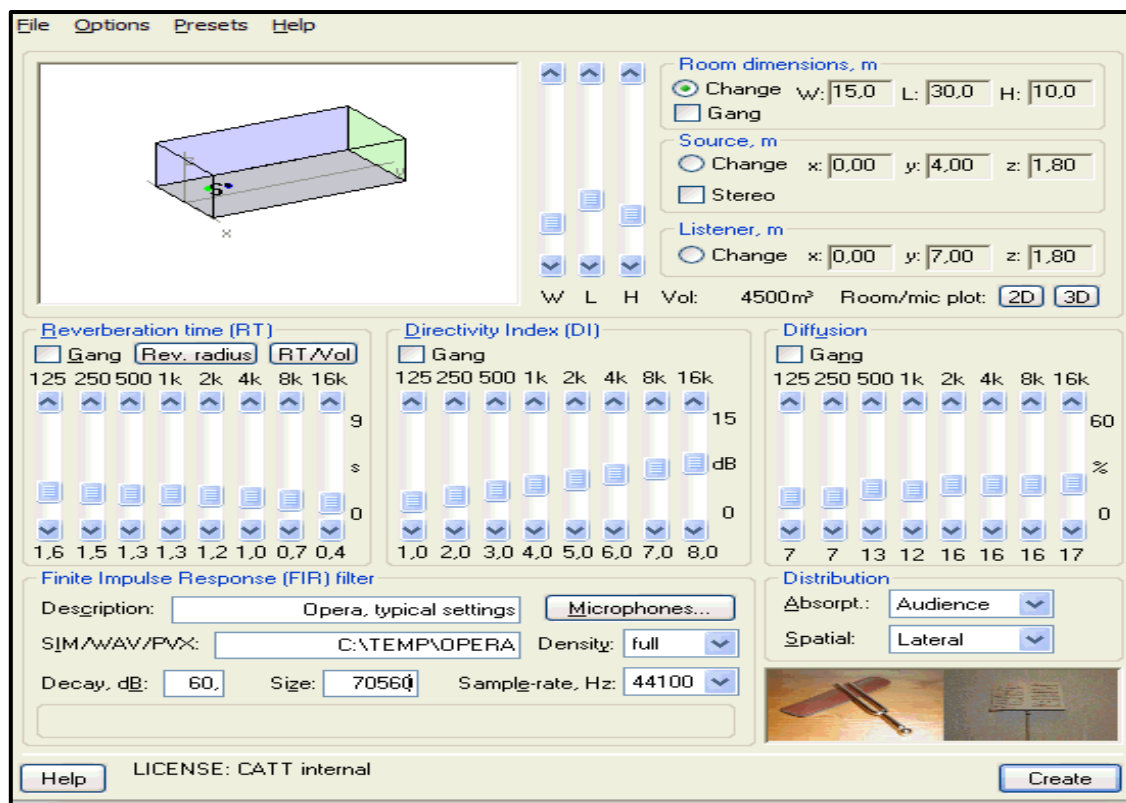 File Options Presets Help
Room dimensions, m
Change W: 15,0 L: 30,0 H: 10,0
Gang
Source, m
Change x: 0,00 y: 4,00 z: 1,80
Stereo
Listener, m
Change x: 0,00 y: 7,00 z: 1,80
S
z
y
x
W L H Vol: 4500m³ Room/mic plot: 2D 3D
Reverberation time (RT) Directivity Index (DI) Diffusion
Gang Rev. radius RT/Vol Gang Gang
125 250 500 1k 2k 4k 8k 16k 125 250 500 1k 2k 4k 8k 16k 125 250 500 1k 2k 4k 8k 16k
9 15 60
s dB %
0 0 0
1,6 1,5 1,3 1,3 1,2 1,0 0,7 0,4 1,0 2,0 3,0 4,0 5,0 6,0 7,0 8,0 7 7 13 12 16 16 16 17
Finite Impulse Response (FIR) filter Distribution
Description: Opera, typical settings Microphones... Absorpt.: Audience
SIM/WAV/PVX: C:\TEMP\OPERA Density: full Spatial: Lateral
Decay, dB: 60, Size: 70560 Sample-rate, Hz: 44100
Help LICENSE: CATT internal Create